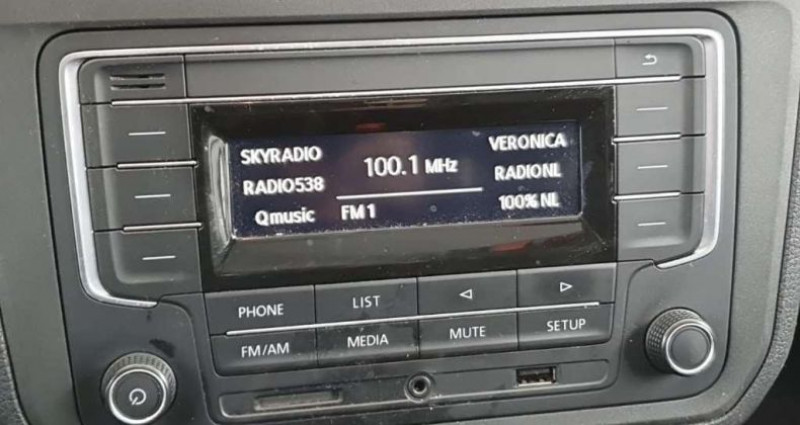 SKYRADIO
RADIO538
Qmusic
100.1 MHz
FM1
VERONICA
RADIONL
100% NL
PHONE
LIST
FM/AM
MEDIA
MUTE
SETUP